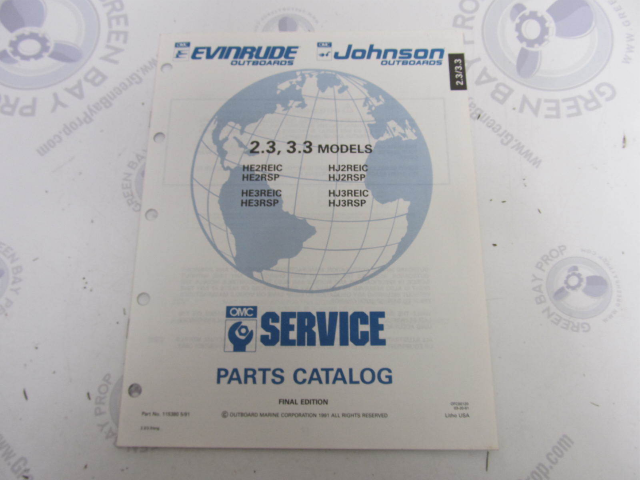 OMC EVINRUDE OUTBOARDS
OMC Johnson OUTBOARDS
2.3/3.3
2.3, 3.3 MODELS
HE2REIC HJ2REIC
HE2RSP HJ2RSP
HE3REIC HJ3REIC
HE3RSP HJ3RSP
OMC SERVICE
PARTS CATALOG
FINAL EDITION
© OUTBOARD MARINE CORPORATION 1991 ALL RIGHTS RESERVED
Litho USA
GREEN BAY PROP
www.GreenBayProp.com